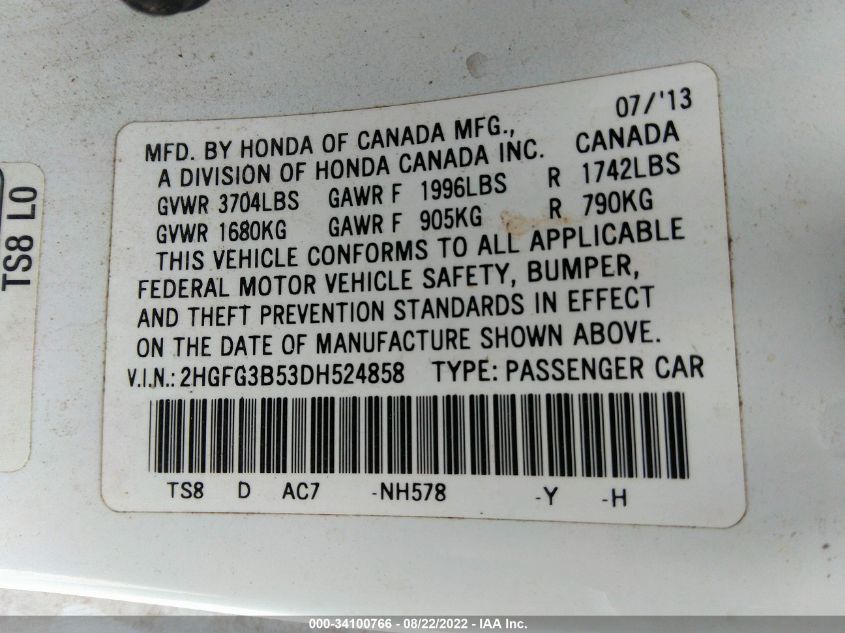 07/'13
MFD. BY HONDA OF CANADA MFG.,
A DIVISION OF HONDA CANADA INC. CANADA
GVWR 3704LBS GAWR F 1996LBS R 1742LBS
GVWR 1680KG GAWR F 905KG R 790KG
THIS VEHICLE CONFORMS TO ALL APPLICABLE
FEDERAL MOTOR VEHICLE SAFETY, BUMPER,
AND THEFT PREVENTION STANDARDS IN EFFECT
ON THE DATE OF MANUFACTURE SHOWN ABOVE.
V.I.N.: 2HGFG3B53DH524858 TYPE: PASSENGER CAR
TS8 D AC7 -NH578 -Y -H
TS8 L0
000-34100766 - 08/22/2022 - IAA Inc.